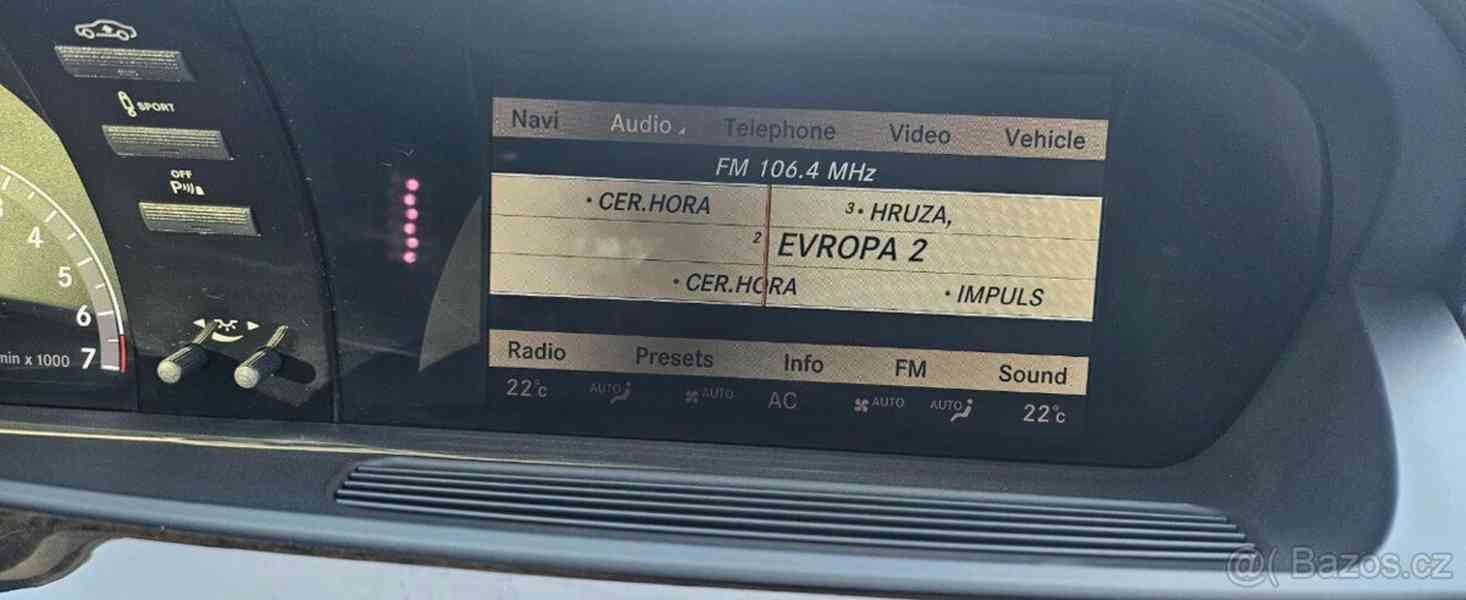 SPORT
OFF
P
4
5
6
7
min x 1000
Navi Audio Telephone Video Vehicle
FM 106.4 MHz
CER.HORA 3 HRUZA,
2 EVROPA 2
CER.HORA IMPULS
Radio Presets Info FM Sound
22°C AUTO AUTO AC AUTO AUTO 22°C
@( Bazos.cz